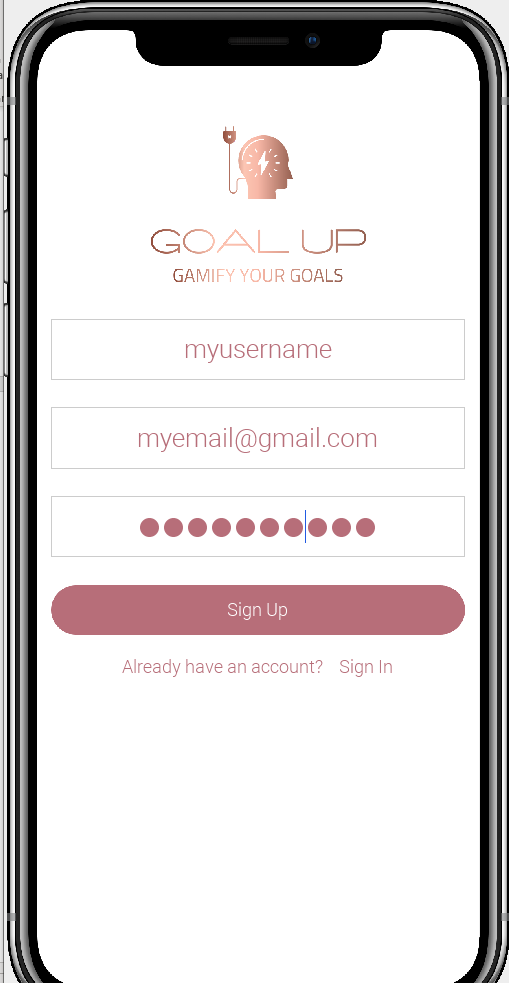 GOAL UP
GAMIFY YOUR GOALS
myusername
myemail@gmail.com
Sign Up
Already have an account? Sign In